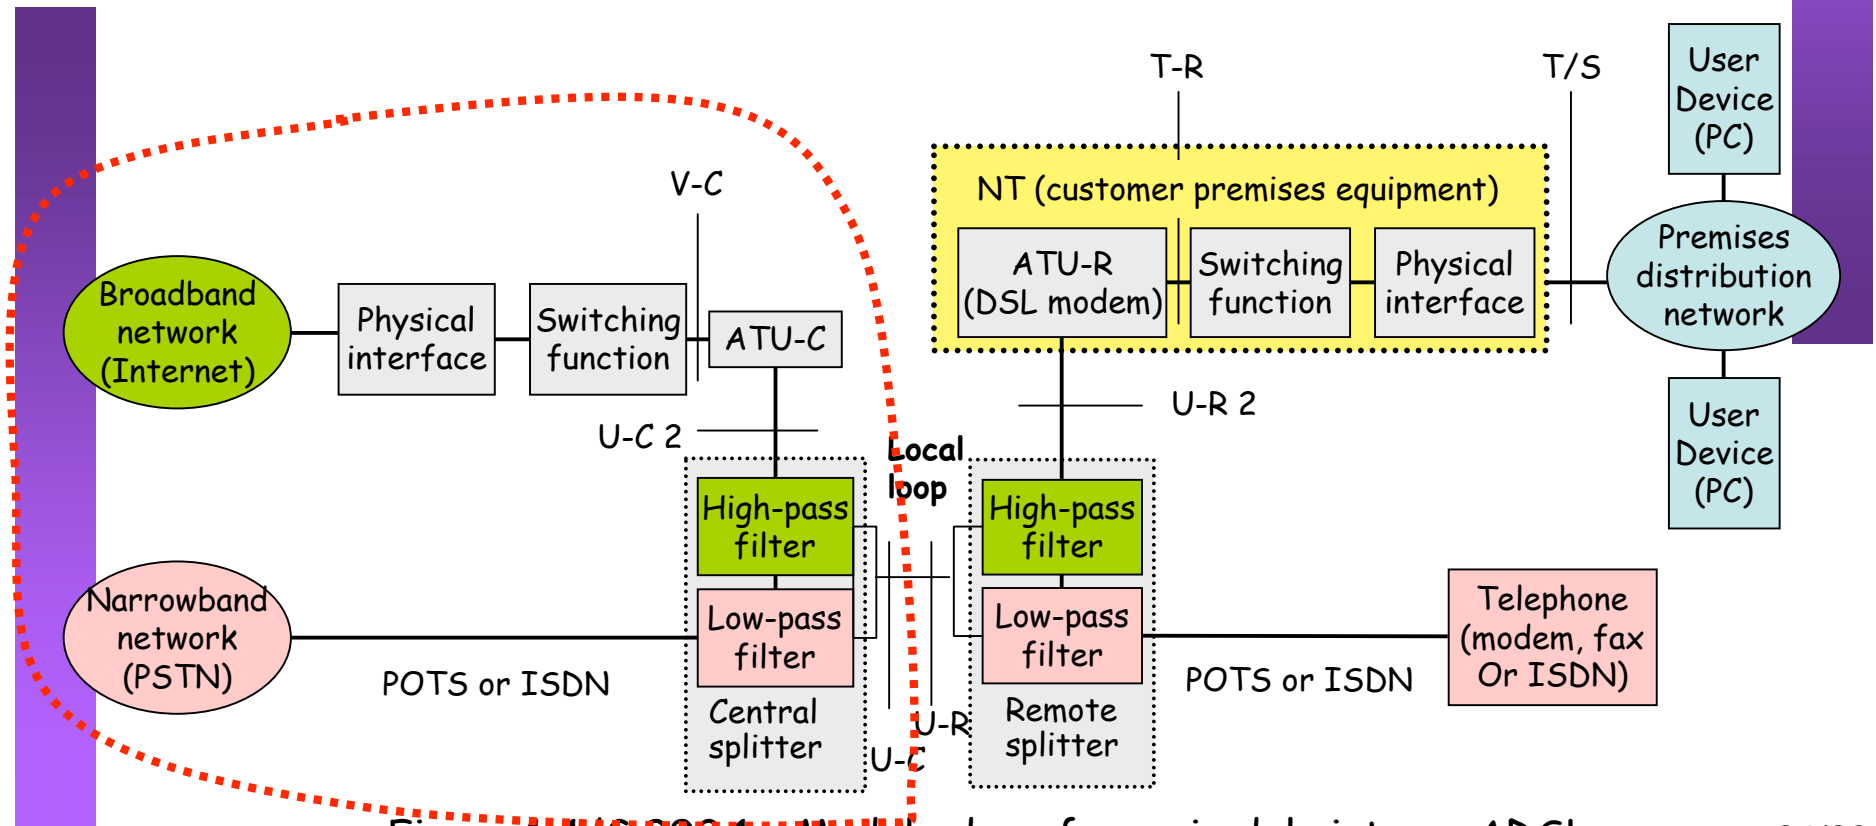 T-R
T/S
User
Device
(PC)
V-C
NT (customer premises equipment)
Broadband
network
(Internet)
Physical
interface
Switching
function
ATU-C
ATU-R
(DSL modem)
Switching
function
Physical
interface
Premises
distribution
network
U-C 2
U-R 2
User
Device
(PC)
Local
loop
High-pass
filter
High-pass
filter
Narrowband
network
(PSTN)
POTS or ISDN
Low-pass
filter
Low-pass
filter
POTS or ISDN
Telephone
(modem, fax
Or ISDN)
Central
splitter
U-R
U-C
Remote
splitter